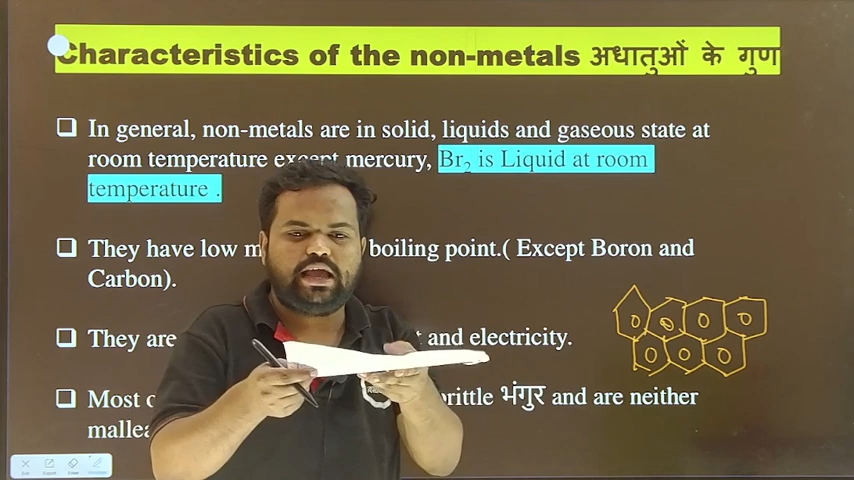 Characteristics of the non-metals अधातुओं के गुण
❑ In general, non-metals are in solid, liquids and gaseous state at
room temperature except mercury, Br₂ is Liquid at room
temperature .
❑ They have low boiling point.( Except Boron and
Carbon).
❑ They are and electricity.
❑ Most brittle भंगुर and are neither